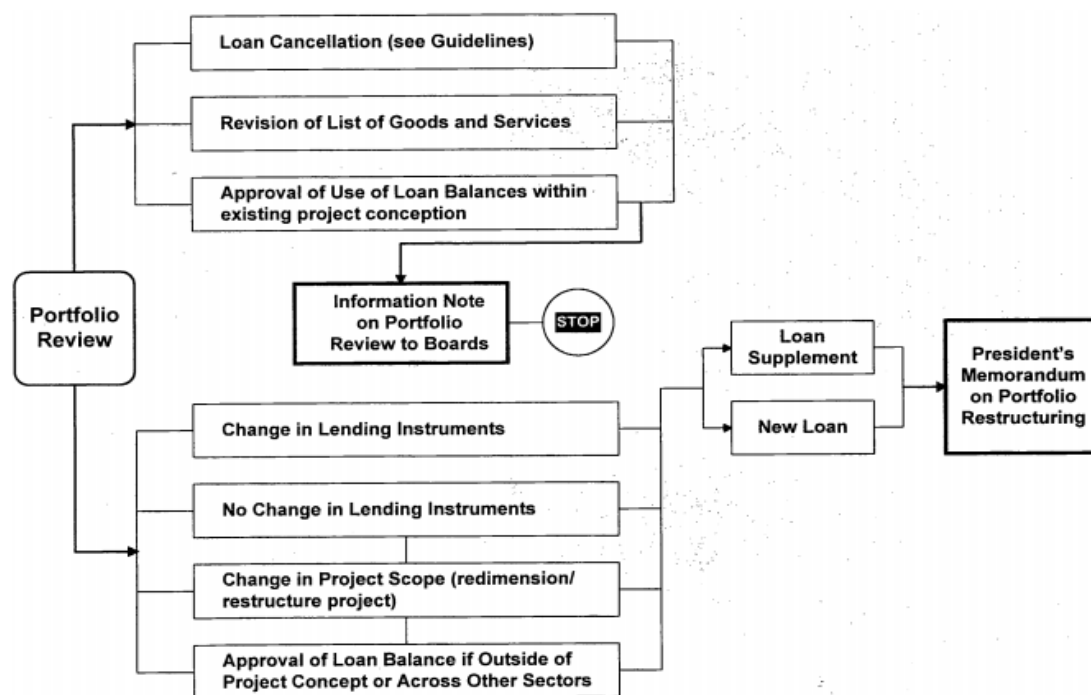 Loan Cancellation (see Guidelines)
Revision of List of Goods and Services
Approval of Use of Loan Balances within
existing project conception
Portfolio
Review
Information Note
on Portfolio
Review to Boards
STOP
Loan
Supplement
New Loan
President's
Memorandum
on Portfolio
Restructuring
Change in Lending Instruments
No Change in Lending Instruments
Change in Project Scope (redimension/
restructure project)
Approval of Loan Balance if Outside of
Project Concept or Across Other Sectors